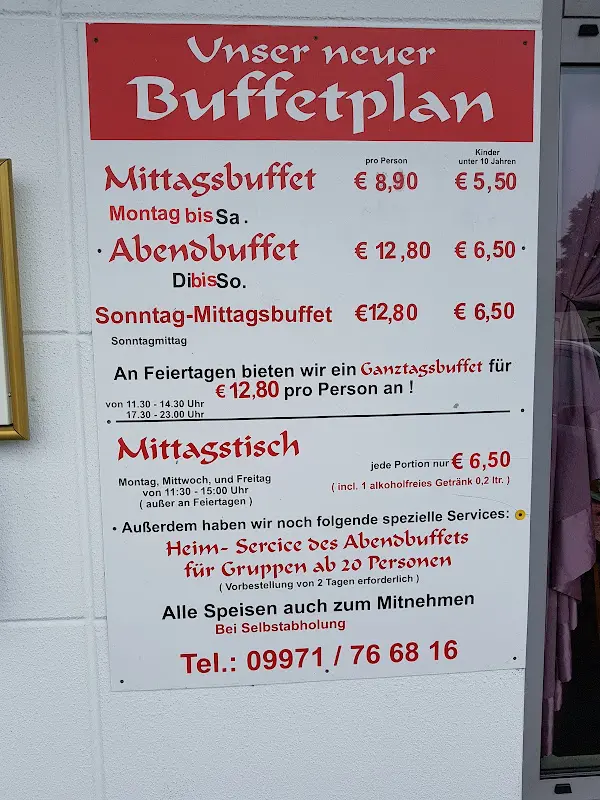 Unser neuer
Buffetplan
pro Person
Kinder
unter 10 Jahren
Mittagsbuffet € 8,90 € 5,50
Montag bis Sa.
Abendbuffet € 12,80 € 6,50
DibisSo.
Sonntag-Mittagsbuffet €12,80 € 6,50
Sonntagmittag
An Feiertagen bieten wir ein Ganztagsbuffet für
€ 12,80 pro Person an !
von 11.30 - 14.30 Uhr
17.30 - 23.00 Uhr
Mittagstisch
jede Portion nur € 6,50
Montag, Mittwoch, und Freitag
von 11:30 - 15:00 Uhr
( außer an Feiertagen )
( incl. 1 alkoholfreies Getränk 0,2 ltr. )
• Außerdem haben wir noch folgende spezielle Services:
Heim- Sercice des Abendbuffets
für Gruppen ab 20 Personen
( Vorbestellung von 2 Tagen erforderlich )
Alle Speisen auch zum Mitnehmen
Bei Selbstabholung
Tel.: 09971 / 76 68 16